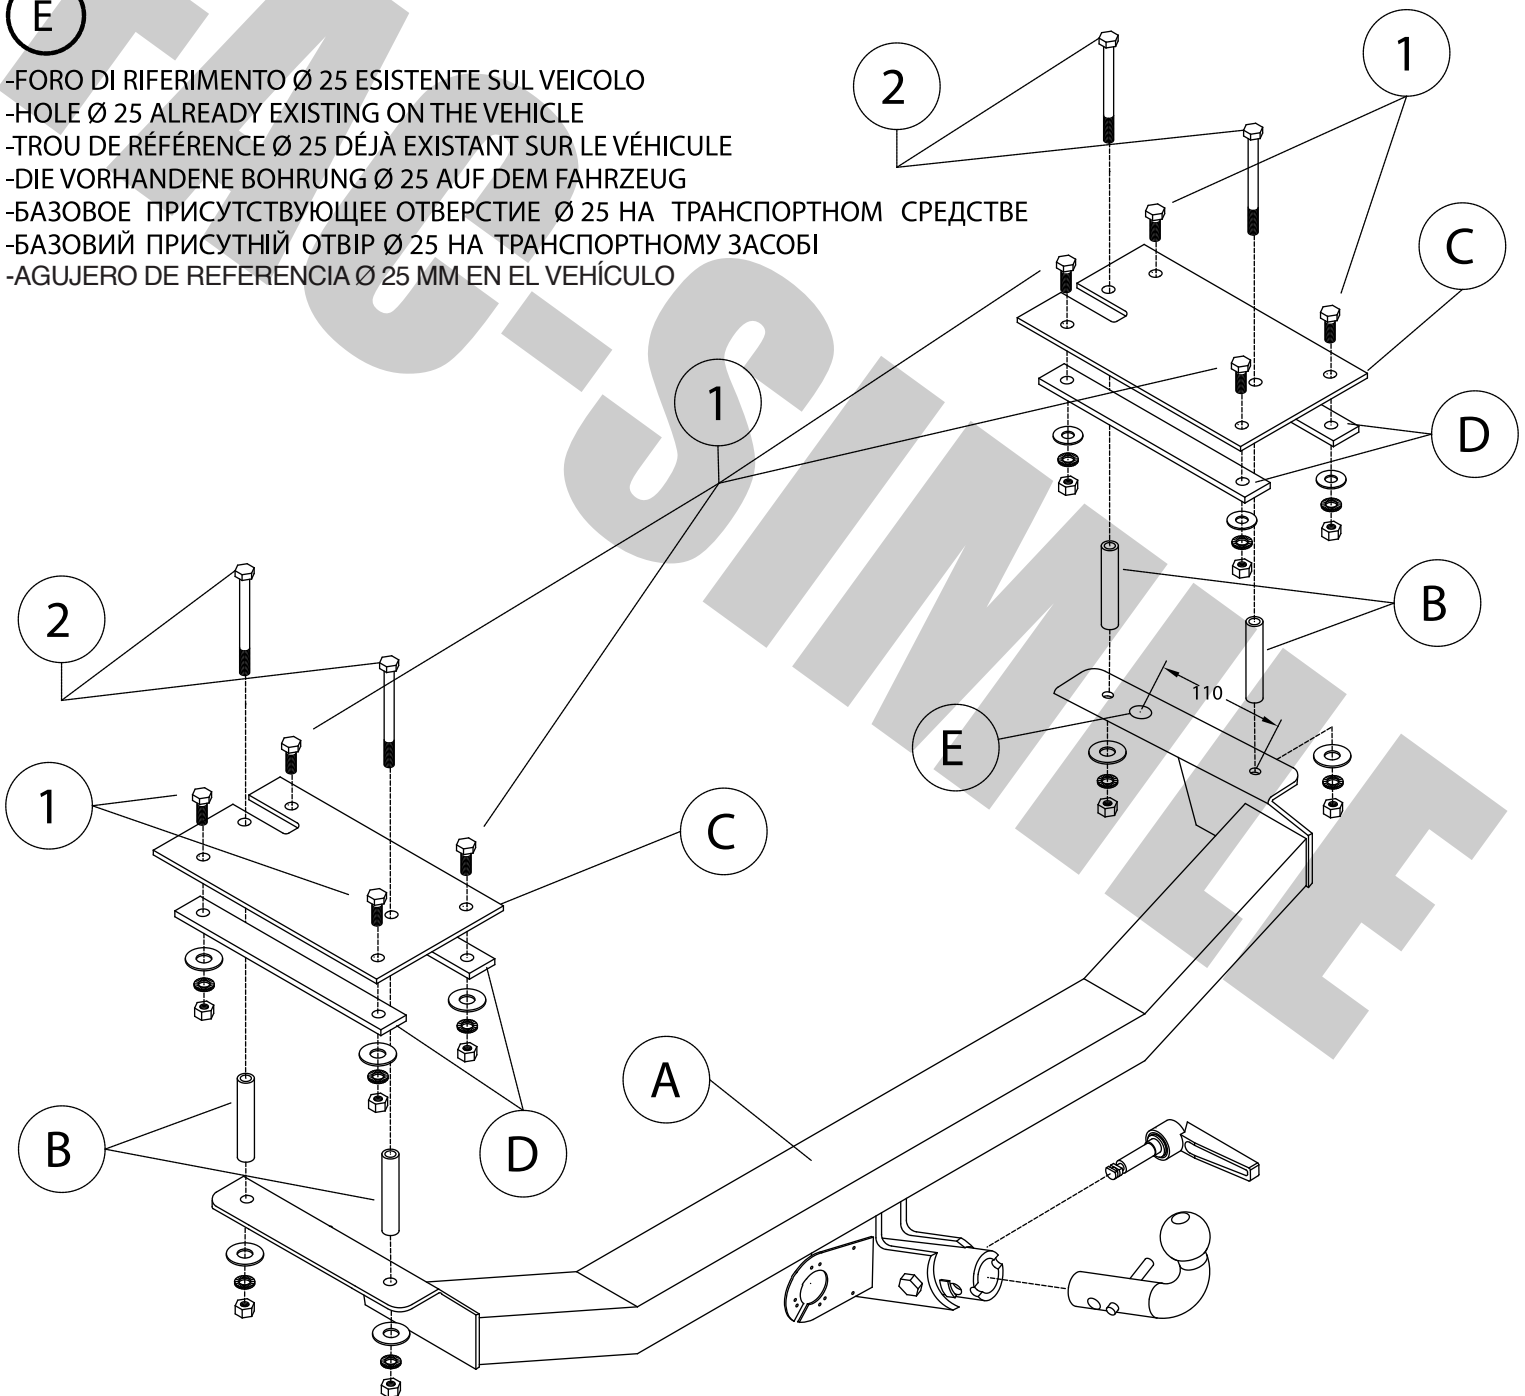 E
-FORO DI RIFERIMENTO Ø 25 ESISTENTE SUL VEICOLO
-HOLE Ø 25 ALREADY EXISTING ON THE VEHICLE
-TROU DE RÉFÉRENCE Ø 25 DÉJÀ EXISTANT SUR LE VÉHICULE
-DIE VORHANDENE BOHRUNG Ø 25 AUF DEM FAHRZEUG
-БАЗОВОЕ ПРИСУТСТВУЮЩЕЕ ОТВЕРСТИЕ Ø 25 НА ТРАНСПОРТНОМ СРЕДСТВЕ
-БАЗОВИЙ ПРИСУТНІЙ ОТВІР Ø 25 НА ТРАНСПОРТНОМУ ЗАСОБІ
-AGUJERO DE REFERENCIA Ø 25 MM EN EL VEHÍCULO
FAC-SIMILE
2
1
C
1
D
B
2
110
E
1
C
A
B
D